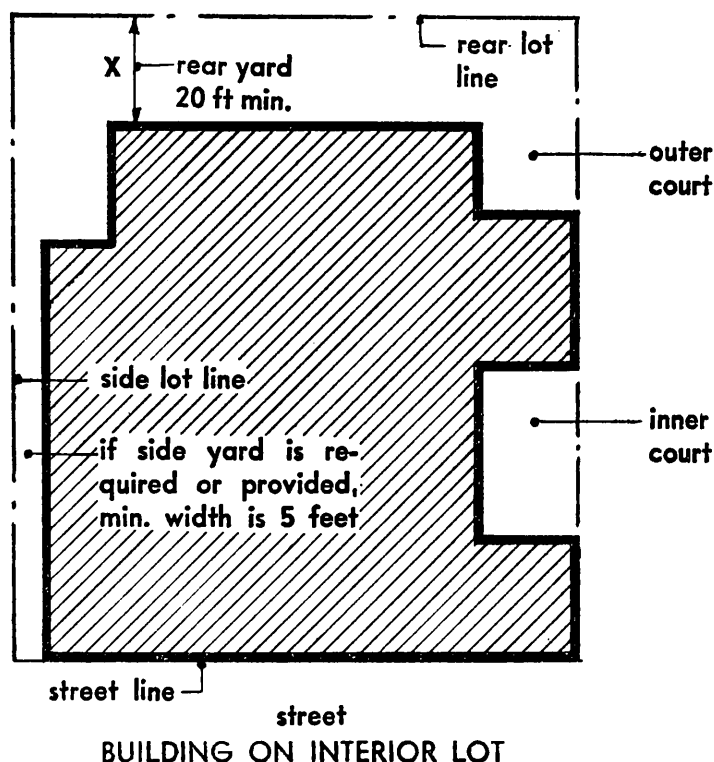 X
rear yard
20 ft min.
rear lot
line
outer
court
side lot line
inner
court
if side yard is re-
quired or provided,
min. width is 5 feet
street line
street
BUILDING ON INTERIOR LOT